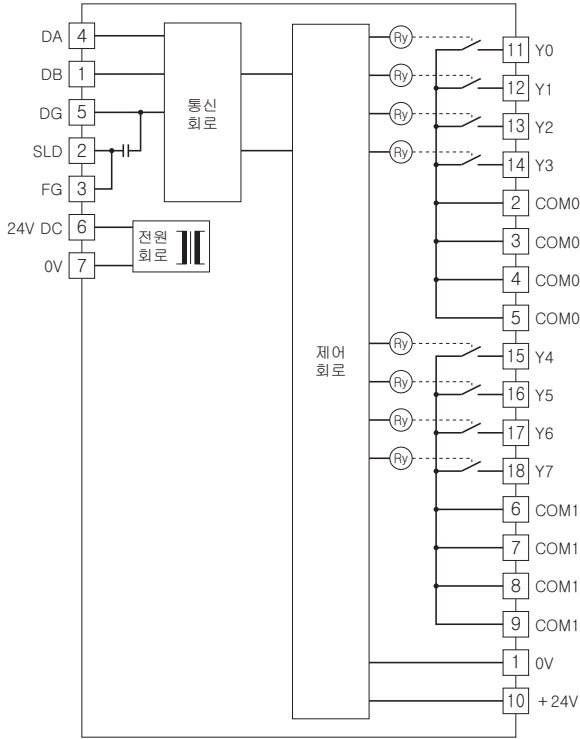 DA 4
DB 1
DG 5
SLD 2
FG 3
24V DC 6
0V 7
통신
회로
전원
회로
제어
회로
Ry 11 Y0
Ry 12 Y1
Ry 13 Y2
Ry 14 Y3
2 COM0
3 COM0
4 COM0
5 COM0
Ry 15 Y4
Ry 16 Y5
Ry 17 Y6
Ry 18 Y7
6 COM1
7 COM1
8 COM1
9 COM1
1 0V
10 +24V